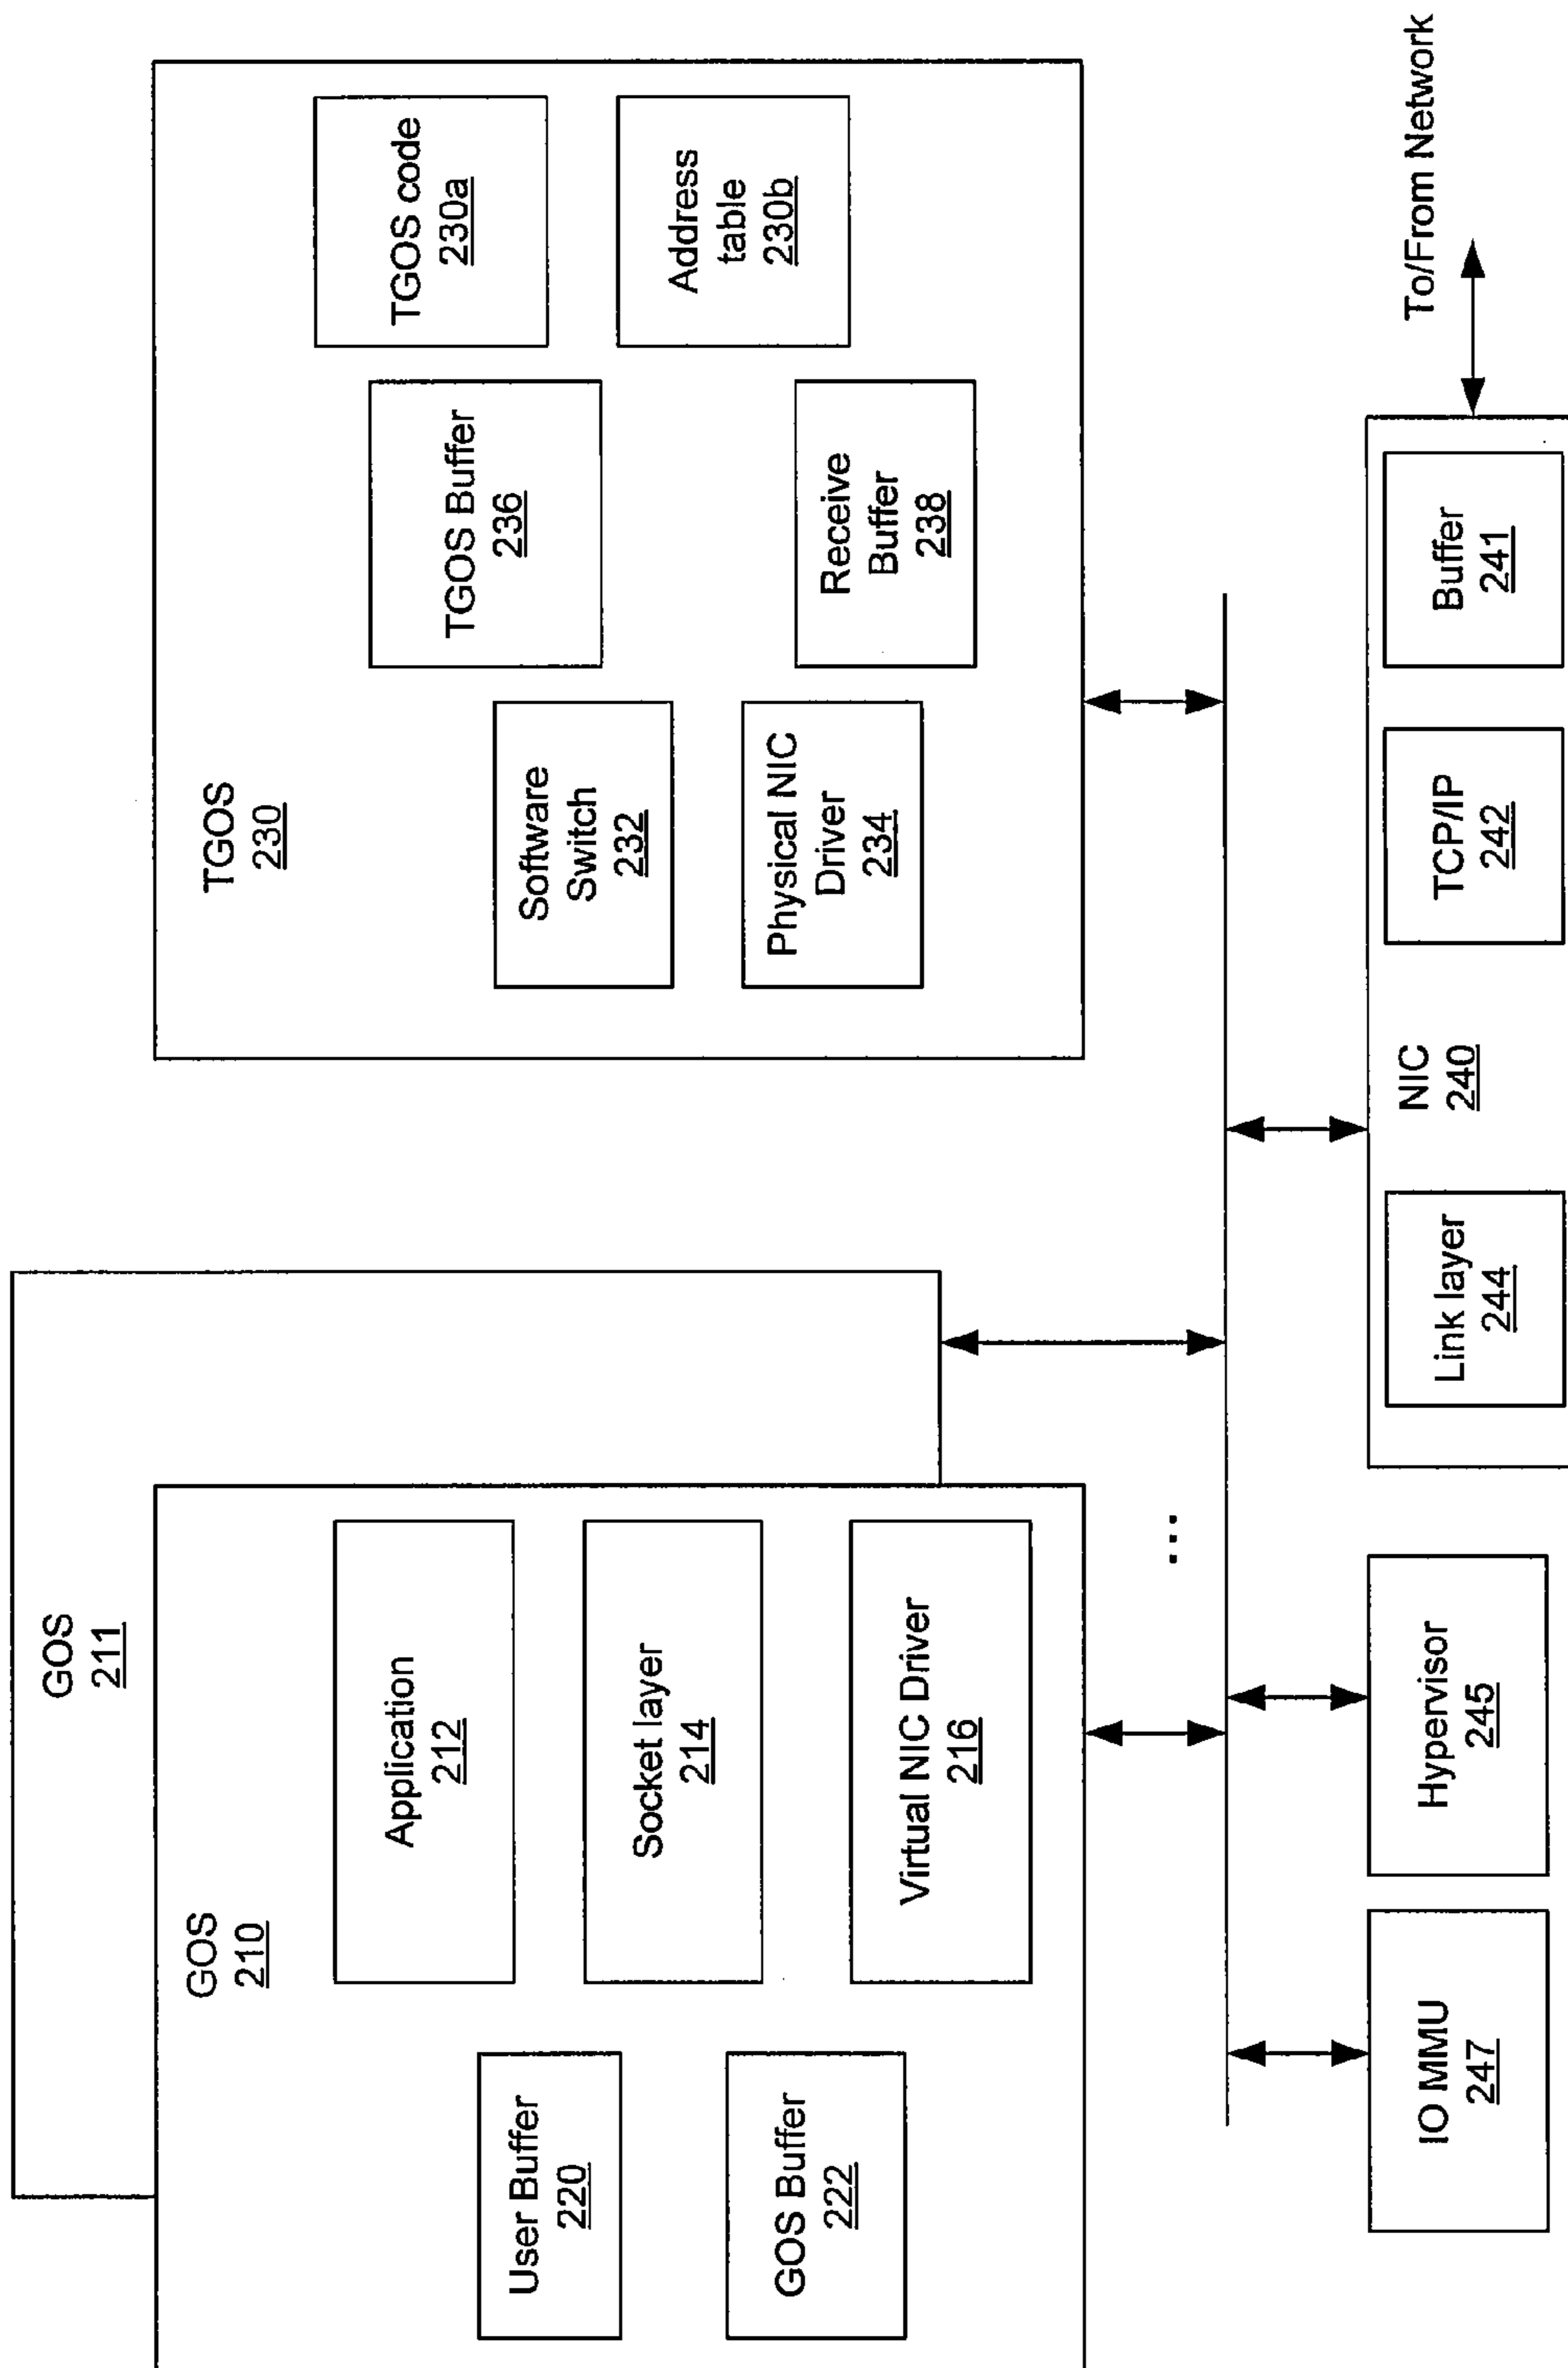 GOS
211
GOS
210
User Buffer
220
GOS Buffer
222
Application
212
Socket layer
214
Virtual NIC Driver
216
TGOS
230
Software
Switch
232
Physical NIC
Driver
234
TGOS Buffer
236
Receive
Buffer
238
TGOS code
230a
Address
table
230b
...
IO MMU
247
Hypervisor
245
Link layer
244
NIC
240
TCP/IP
242
Buffer
241
To/From Network